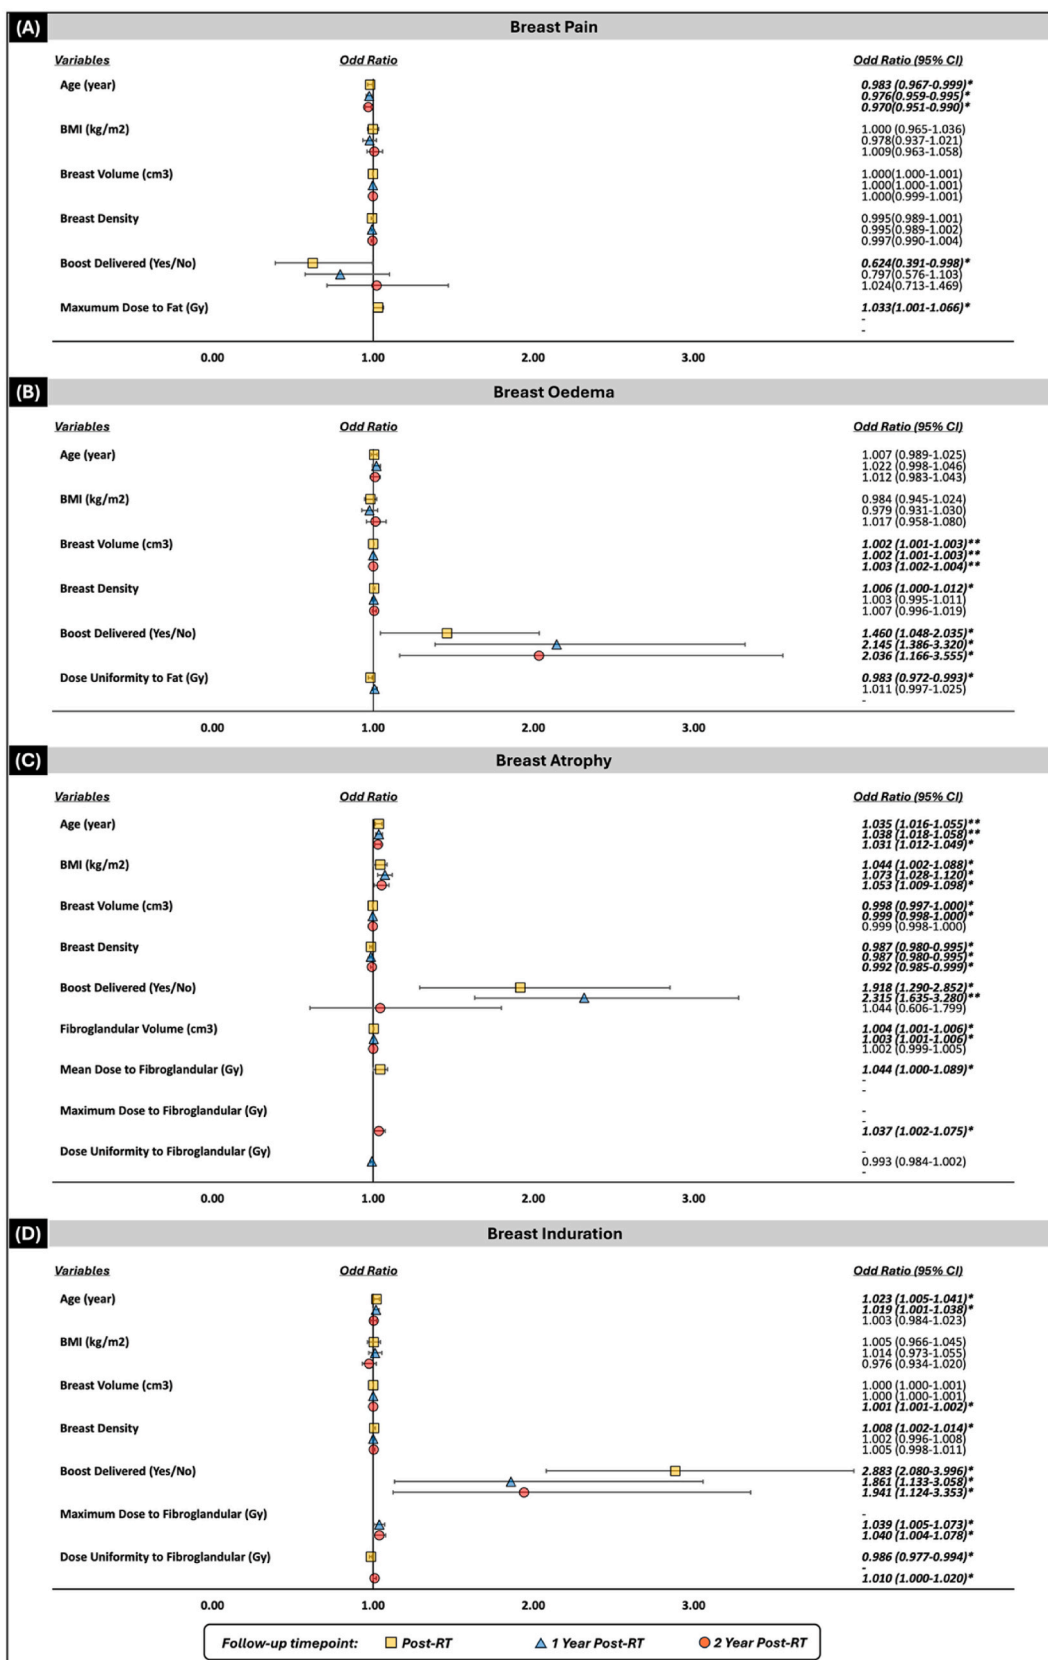 (A) Breast Pain
Variables Odd Ratio Odd Ratio (95% CI)
Age (year) 0.983 (0.967-0.999)*
0.976(0.959-0.995)*
0.970(0.951-0.990)*
BMI (kg/m2) 1.000 (0.965-1.036)
0.978(0.937-1.021)
1.009(0.963-1.058)
Breast Volume (cm3) 1.000(1.000-1.001)
1.000(1.000-1.001)
1.000(0.999-1.001)
Breast Density 0.995(0.989-1.001)
0.995(0.989-1.002)
0.997(0.990-1.004)
Boost Delivered (Yes/No) 0.624(0.391-0.998)*
0.797(0.576-1.103)
1.024(0.713-1.469)
Maxumum Dose to Fat (Gy) 1.033(1.001-1.066)*
-
-
0.00 1.00 2.00 3.00
(B) Breast Oedema
Variables Odd Ratio Odd Ratio (95% CI)
Age (year) 1.007 (0.989-1.025)
1.022 (0.998-1.046)
1.012 (0.983-1.043)
BMI (kg/m2) 0.984 (0.945-1.024)
0.979 (0.931-1.030)
1.017 (0.958-1.080)
Breast Volume (cm3) 1.002 (1.001-1.003)**
1.002 (1.001-1.003)**
1.003 (1.002-1.004)**
Breast Density 1.006 (1.000-1.012)*
1.003 (0.995-1.011)
1.007 (0.996-1.019)
Boost Delivered (Yes/No) 1.460 (1.048-2.035)*
2.145 (1.386-3.320)*
2.036 (1.166-3.555)*
Dose Uniformity to Fat (Gy) 0.983 (0.972-0.993)*
1.011 (0.997-1.025)
-
0.00 1.00 2.00 3.00
(C) Breast Atrophy
Variables Odd Ratio Odd Ratio (95% CI)
Age (year) 1.035 (1.016-1.055)**
1.038 (1.018-1.058)**
1.031 (1.012-1.049)*
BMI (kg/m2) 1.044 (1.002-1.088)*
1.073 (1.028-1.120)*
1.053 (1.009-1.098)*
Breast Volume (cm3) 0.998 (0.997-1.000)*
0.999 (0.998-1.000)*
0.999 (0.998-1.000)
Breast Density 0.987 (0.980-0.995)*
0.987 (0.980-0.995)*
0.992 (0.985-0.999)*
Boost Delivered (Yes/No) 1.918 (1.290-2.852)*
2.315 (1.635-3.280)**
1.044 (0.606-1.799)
Fibroglandular Volume (cm3) 1.004 (1.001-1.006)*
1.003 (1.001-1.006)*
1.002 (0.999-1.005)
Mean Dose to Fibroglandular (Gy) 1.044 (1.000-1.089)*
-
-
Maximum Dose to Fibroglandular (Gy) -
-
1.037 (1.002-1.075)*
Dose Uniformity to Fibroglandular (Gy) -
0.993 (0.984-1.002)
-
0.00 1.00 2.00 3.00
(D) Breast Induration
Variables Odd Ratio Odd Ratio (95% CI)
Age (year) 1.023 (1.005-1.041)*
1.019 (1.001-1.038)*
1.003 (0.984-1.023)
BMI (kg/m2) 1.005 (0.966-1.045)
1.014 (0.973-1.055)
0.976 (0.934-1.020)
Breast Volume (cm3) 1.000 (1.000-1.001)
1.000 (1.000-1.001)
1.001 (1.001-1.002)*
Breast Density 1.008 (1.002-1.014)*
1.002 (0.996-1.008)
1.005 (0.998-1.011)
Boost Delivered (Yes/No) 2.883 (2.080-3.996)*
1.861 (1.133-3.058)*
1.941 (1.124-3.353)*
Maximum Dose to Fibroglandular (Gy) -
1.039 (1.005-1.073)*
1.040 (1.004-1.078)*
Dose Uniformity to Fibroglandular (Gy) 0.986 (0.977-0.994)*
-
1.010 (1.000-1.020)*
0.00 1.00 2.00 3.00
Follow-up timepoint: Post-RT 1 Year Post-RT 2 Year Post-RT